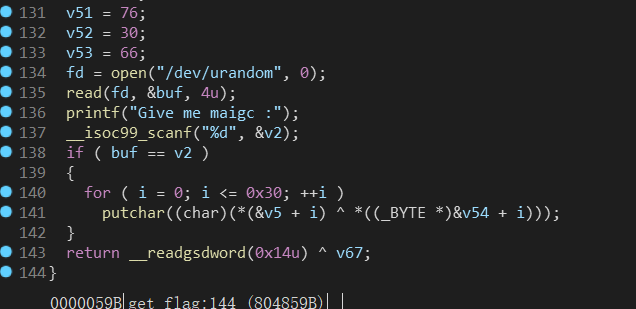 131 v51 = 76;
132 v52 = 30;
133 v53 = 66;
134 fd = open("/dev/urandom", 0);
135 read(fd, &buf, 4u);
136 printf("Give me maigc :");
137 __isoc99_scanf("%d", &v2);
138 if ( buf == v2 )
139 {
140 for ( i = 0; i <= 0x30; ++i )
141 putchar((char)(*(&v5 + i) ^ *((_BYTE *)&v54 + i)));
142 }
143 return __readgsdword(0x14u) ^ v67;
144 }
0000059B get_flag:144 (804859B)